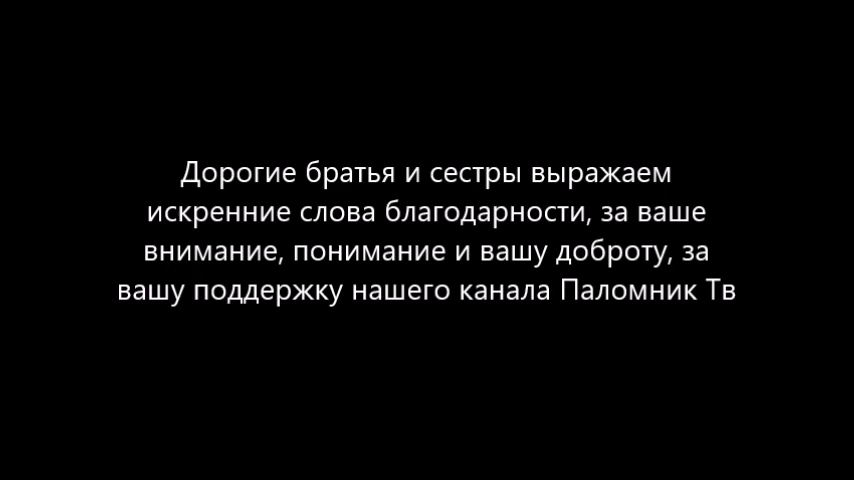 Дорогие братья и сестры выражаем
искренние слова благодарности, за ваше
внимание, понимание и вашу доброту, за
вашу поддержку нашего канала Паломник Тв